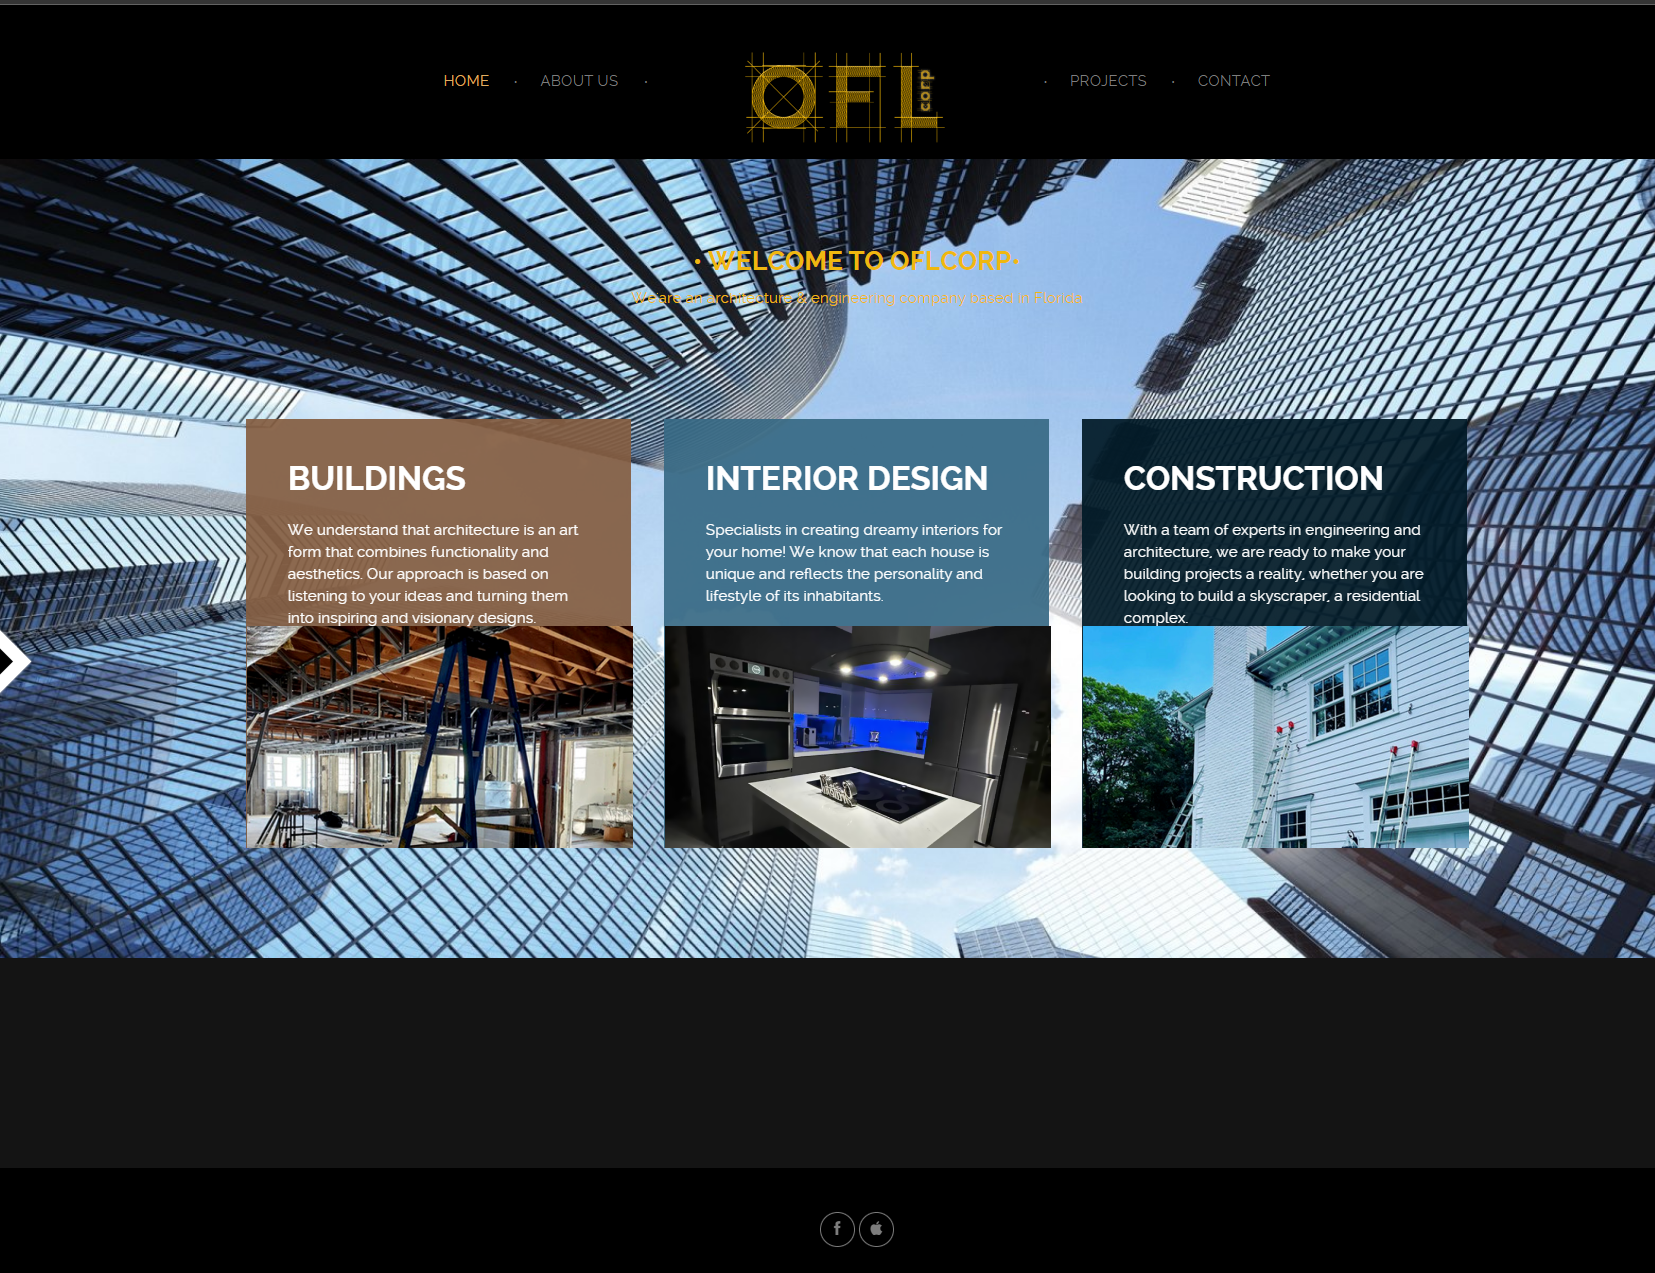 HOME • ABOUT US •
OFL corp
• PROJECTS • CONTACT
• WELCOME TO OFLCORP•
We are an architecture & engineering company based in Florida
BUILDINGS
We understand that architecture is an art
form that combines functionality and
aesthetics. Our approach is based on
listening to your ideas and turning them
into inspiring and visionary designs.
INTERIOR DESIGN
Specialists in creating dreamy interiors for
your home! We know that each house is
unique and reflects the personality and
lifestyle of its inhabitants.
CONSTRUCTION
With a team of experts in engineering and
architecture, we are ready to make your
building projects a reality, whether you are
looking to build a skyscraper, a residential
complex.